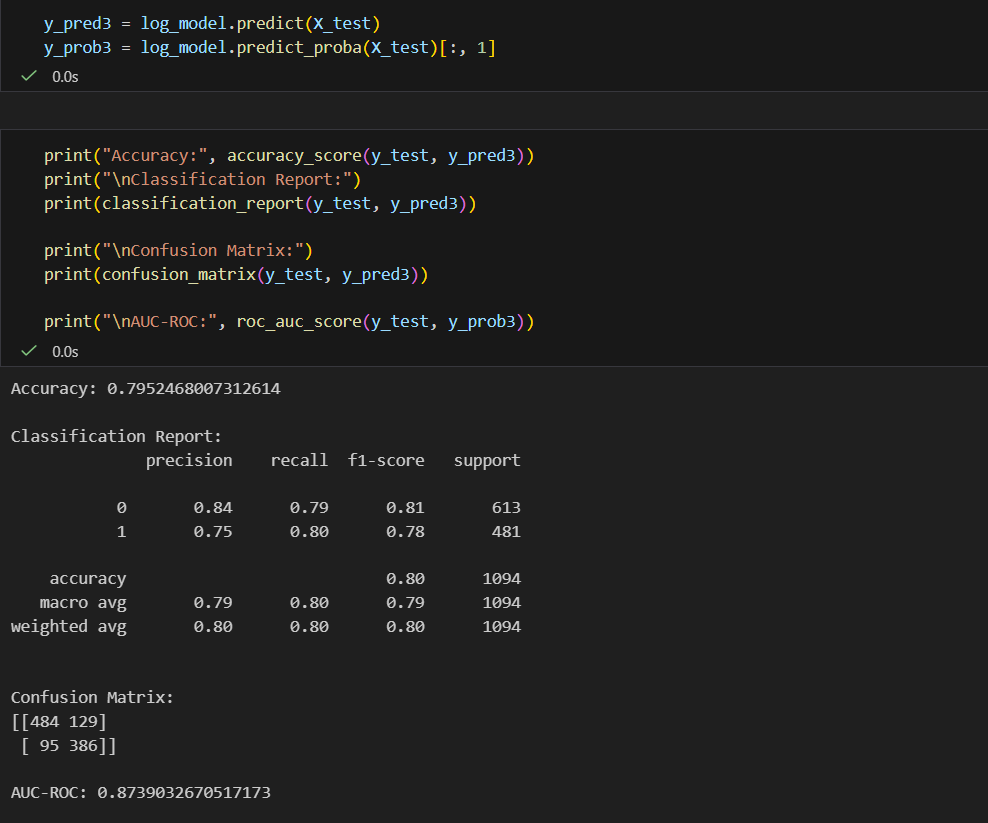 y_pred3 = log_model.predict(X_test)
y_prob3 = log_model.predict_proba(X_test)[:, 1]
0.0s
print("Accuracy:", accuracy_score(y_test, y_pred3))
print("\nClassification Report:")
print(classification_report(y_test, y_pred3))
print("\nConfusion Matrix:")
print(confusion_matrix(y_test, y_pred3))
print("\nAUC-ROC:", roc_auc_score(y_test, y_prob3))
0.0s
Accuracy: 0.7952468007312614
Classification Report:
precision recall f1-score support
0 0.84 0.79 0.81 613
1 0.75 0.80 0.78 481
accuracy 0.80 1094
macro avg 0.79 0.80 0.79 1094
weighted avg 0.80 0.80 0.80 1094
Confusion Matrix:
[[484 129]
[ 95 386]]
AUC-ROC: 0.8739032670517173